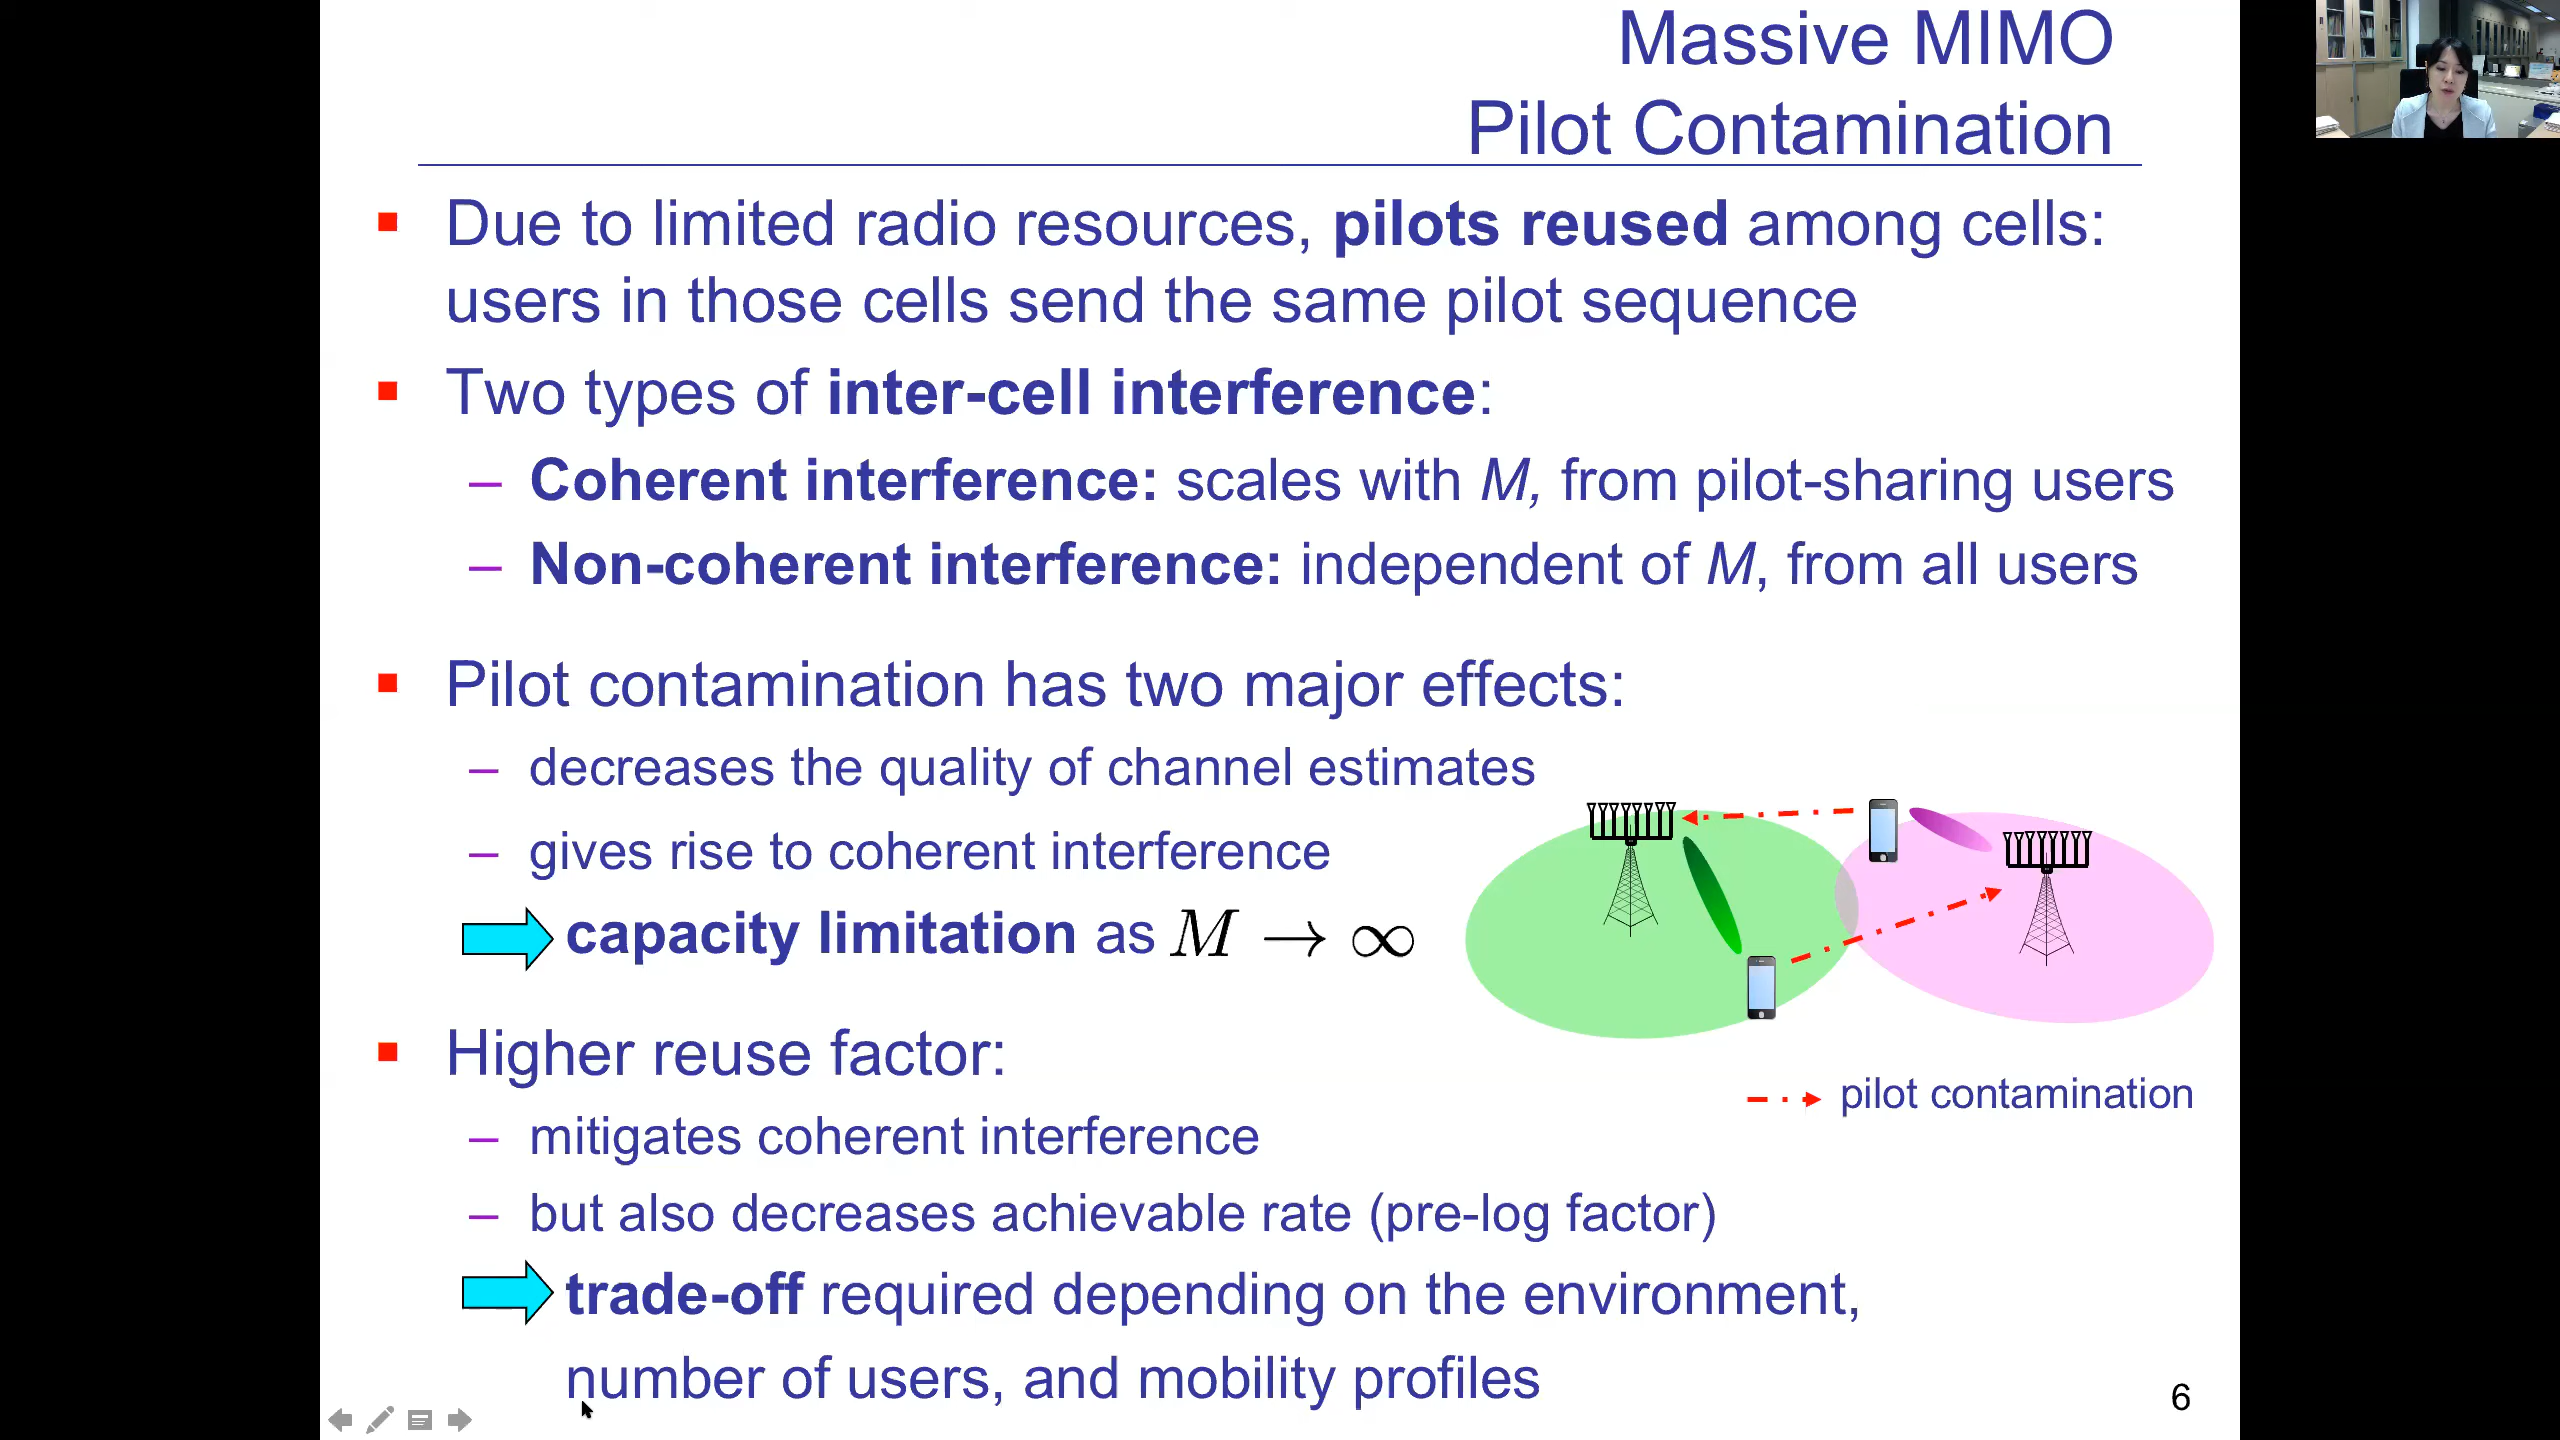 Massive MIMO
Pilot Contamination
▪ Due to limited radio resources, pilots reused among cells:
users in those cells send the same pilot sequence
▪ Two types of inter-cell interference:
– Coherent interference: scales with M, from pilot-sharing users
– Non-coherent interference: independent of M, from all users
▪ Pilot contamination has two major effects:
– decreases the quality of channel estimates
– gives rise to coherent interference
capacity limitation as M → ∞
▪ Higher reuse factor:
– mitigates coherent interference
– but also decreases achievable rate (pre-log factor)
trade-off required depending on the environment,
number of users, and mobility profiles
pilot contamination
6